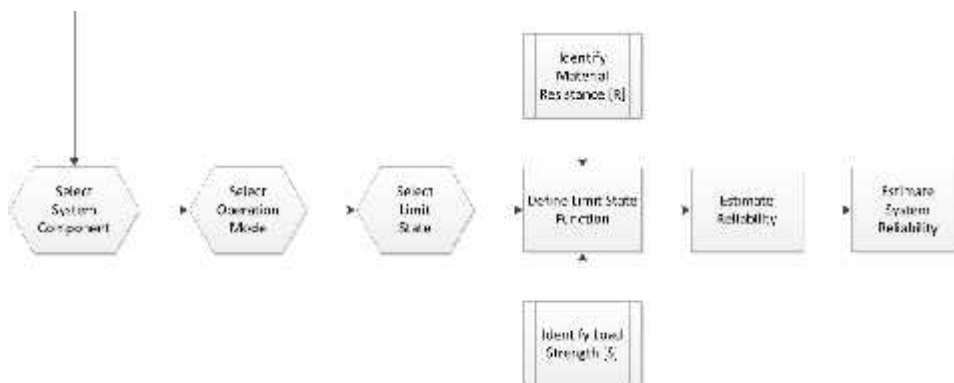 Identify
Material
Resistance [R]
Select
System
Component
Select
Operation
Mode
Select
Limit
State
Define Limit State
Function
Estimate
Reliability
Estimate
System
Reliability
Identify Load
Strength [S]